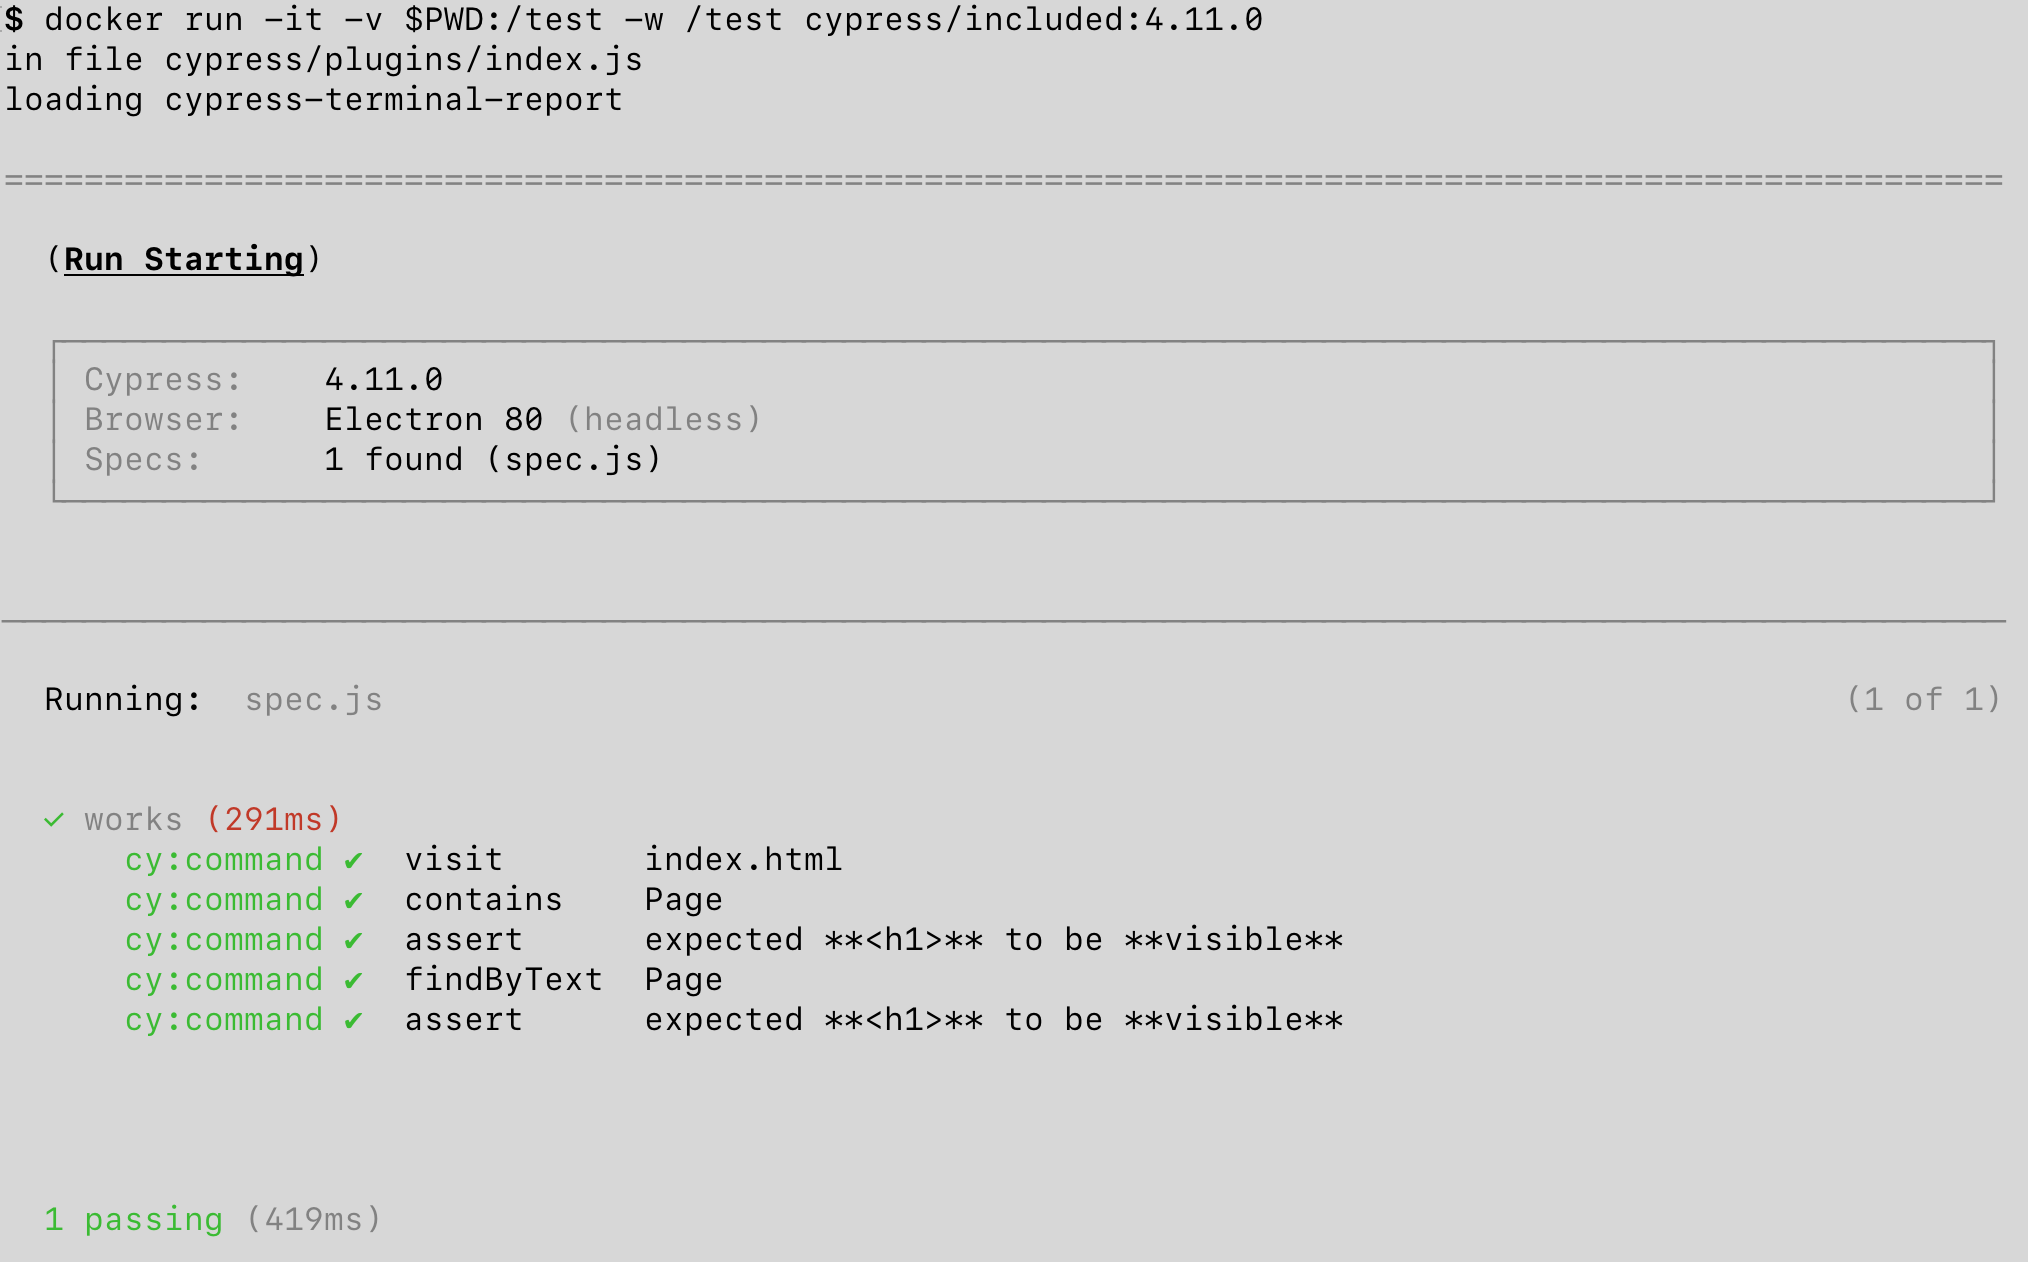 $ docker run -it -v $PWD:/test -w /test cypress/included:4.11.0
in file cypress/plugins/index.js
loading cypress-terminal-report
====================================================================================================
(Run Starting)
Cypress: 4.11.0
Browser: Electron 80 (headless)
Specs: 1 found (spec.js)
Running: spec.js (1 of 1)
✓ works (291ms)
cy:command ✔ visit index.html
cy:command ✔ contains Page
cy:command ✔ assert expected **<h1>** to be **visible**
cy:command ✔ findByText Page
cy:command ✔ assert expected **<h1>** to be **visible**
1 passing (419ms)